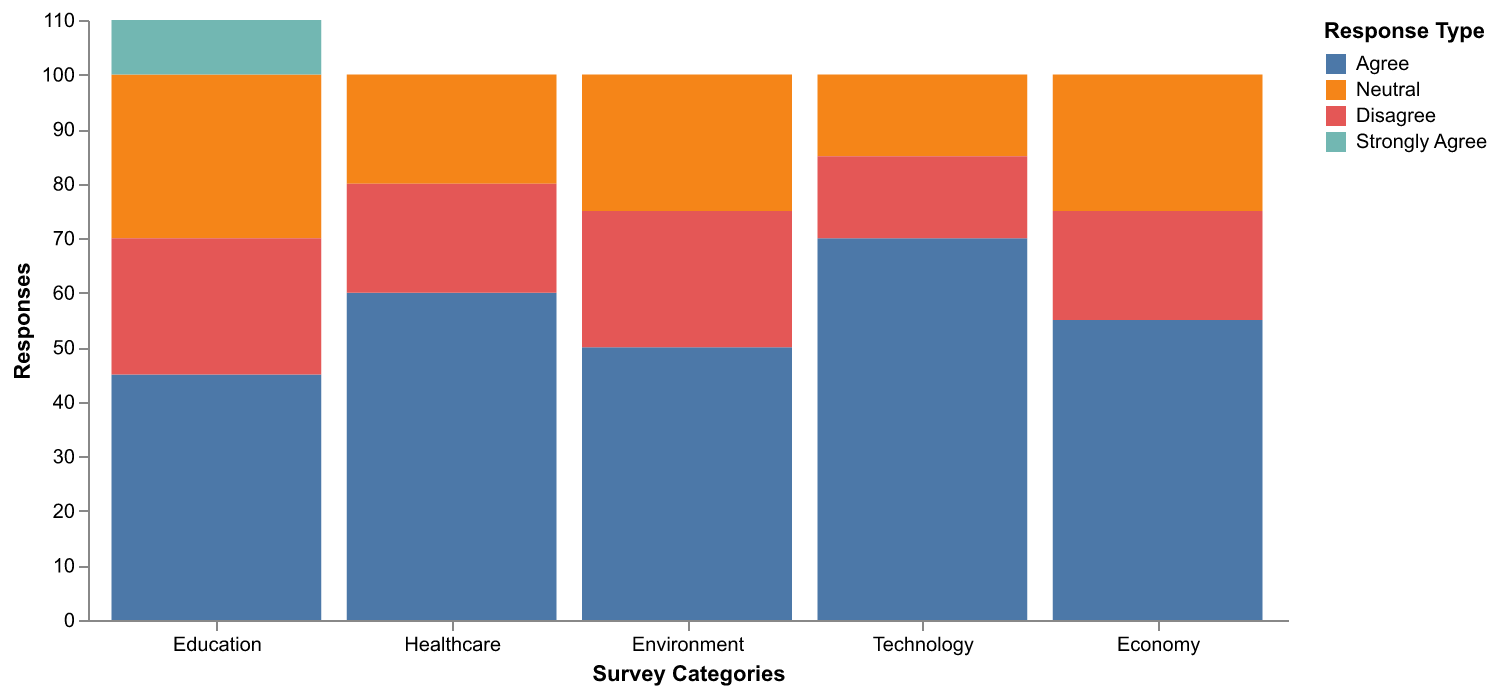 110
100
90
80
70
60
50
40
30
20
10
0
Responses
Education Healthcare Environment Technology Economy
Survey Categories
Response Type
Agree
Neutral
Disagree
Strongly Agree